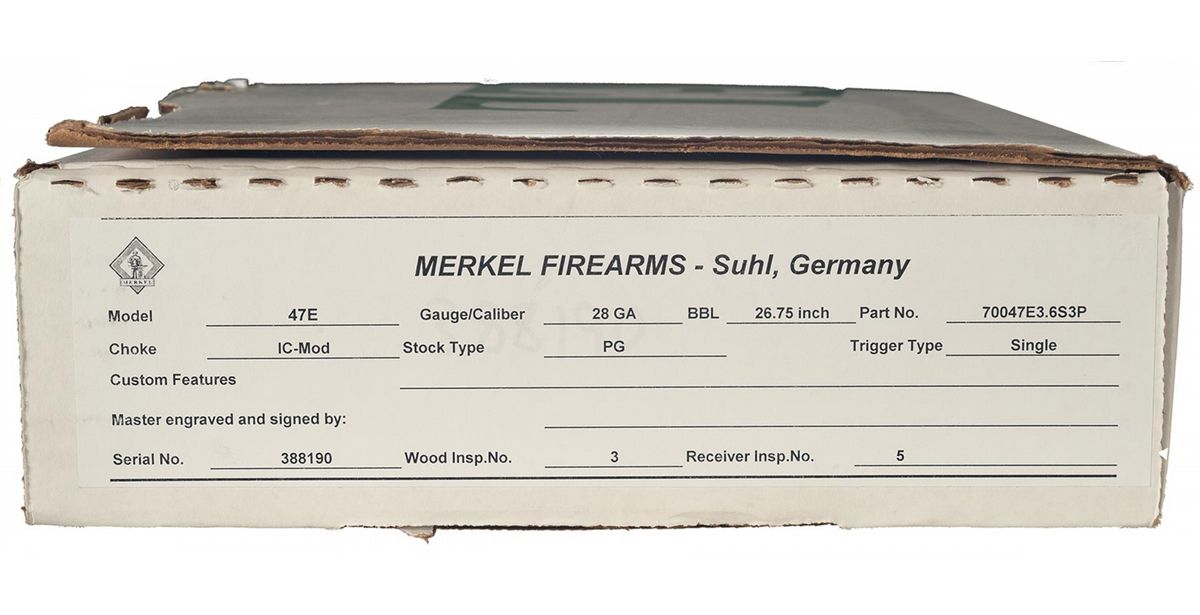 MERKEL
MERKEL FIREARMS - Suhl, Germany
Model 47E Gauge/Caliber 28 GA BBL 26.75 inch Part No. 70047E3.6S3P
Choke IC-Mod Stock Type PG Trigger Type Single
Custom Features
Master engraved and signed by:
Serial No. 388190 Wood Insp.No. 3 Receiver Insp.No. 5